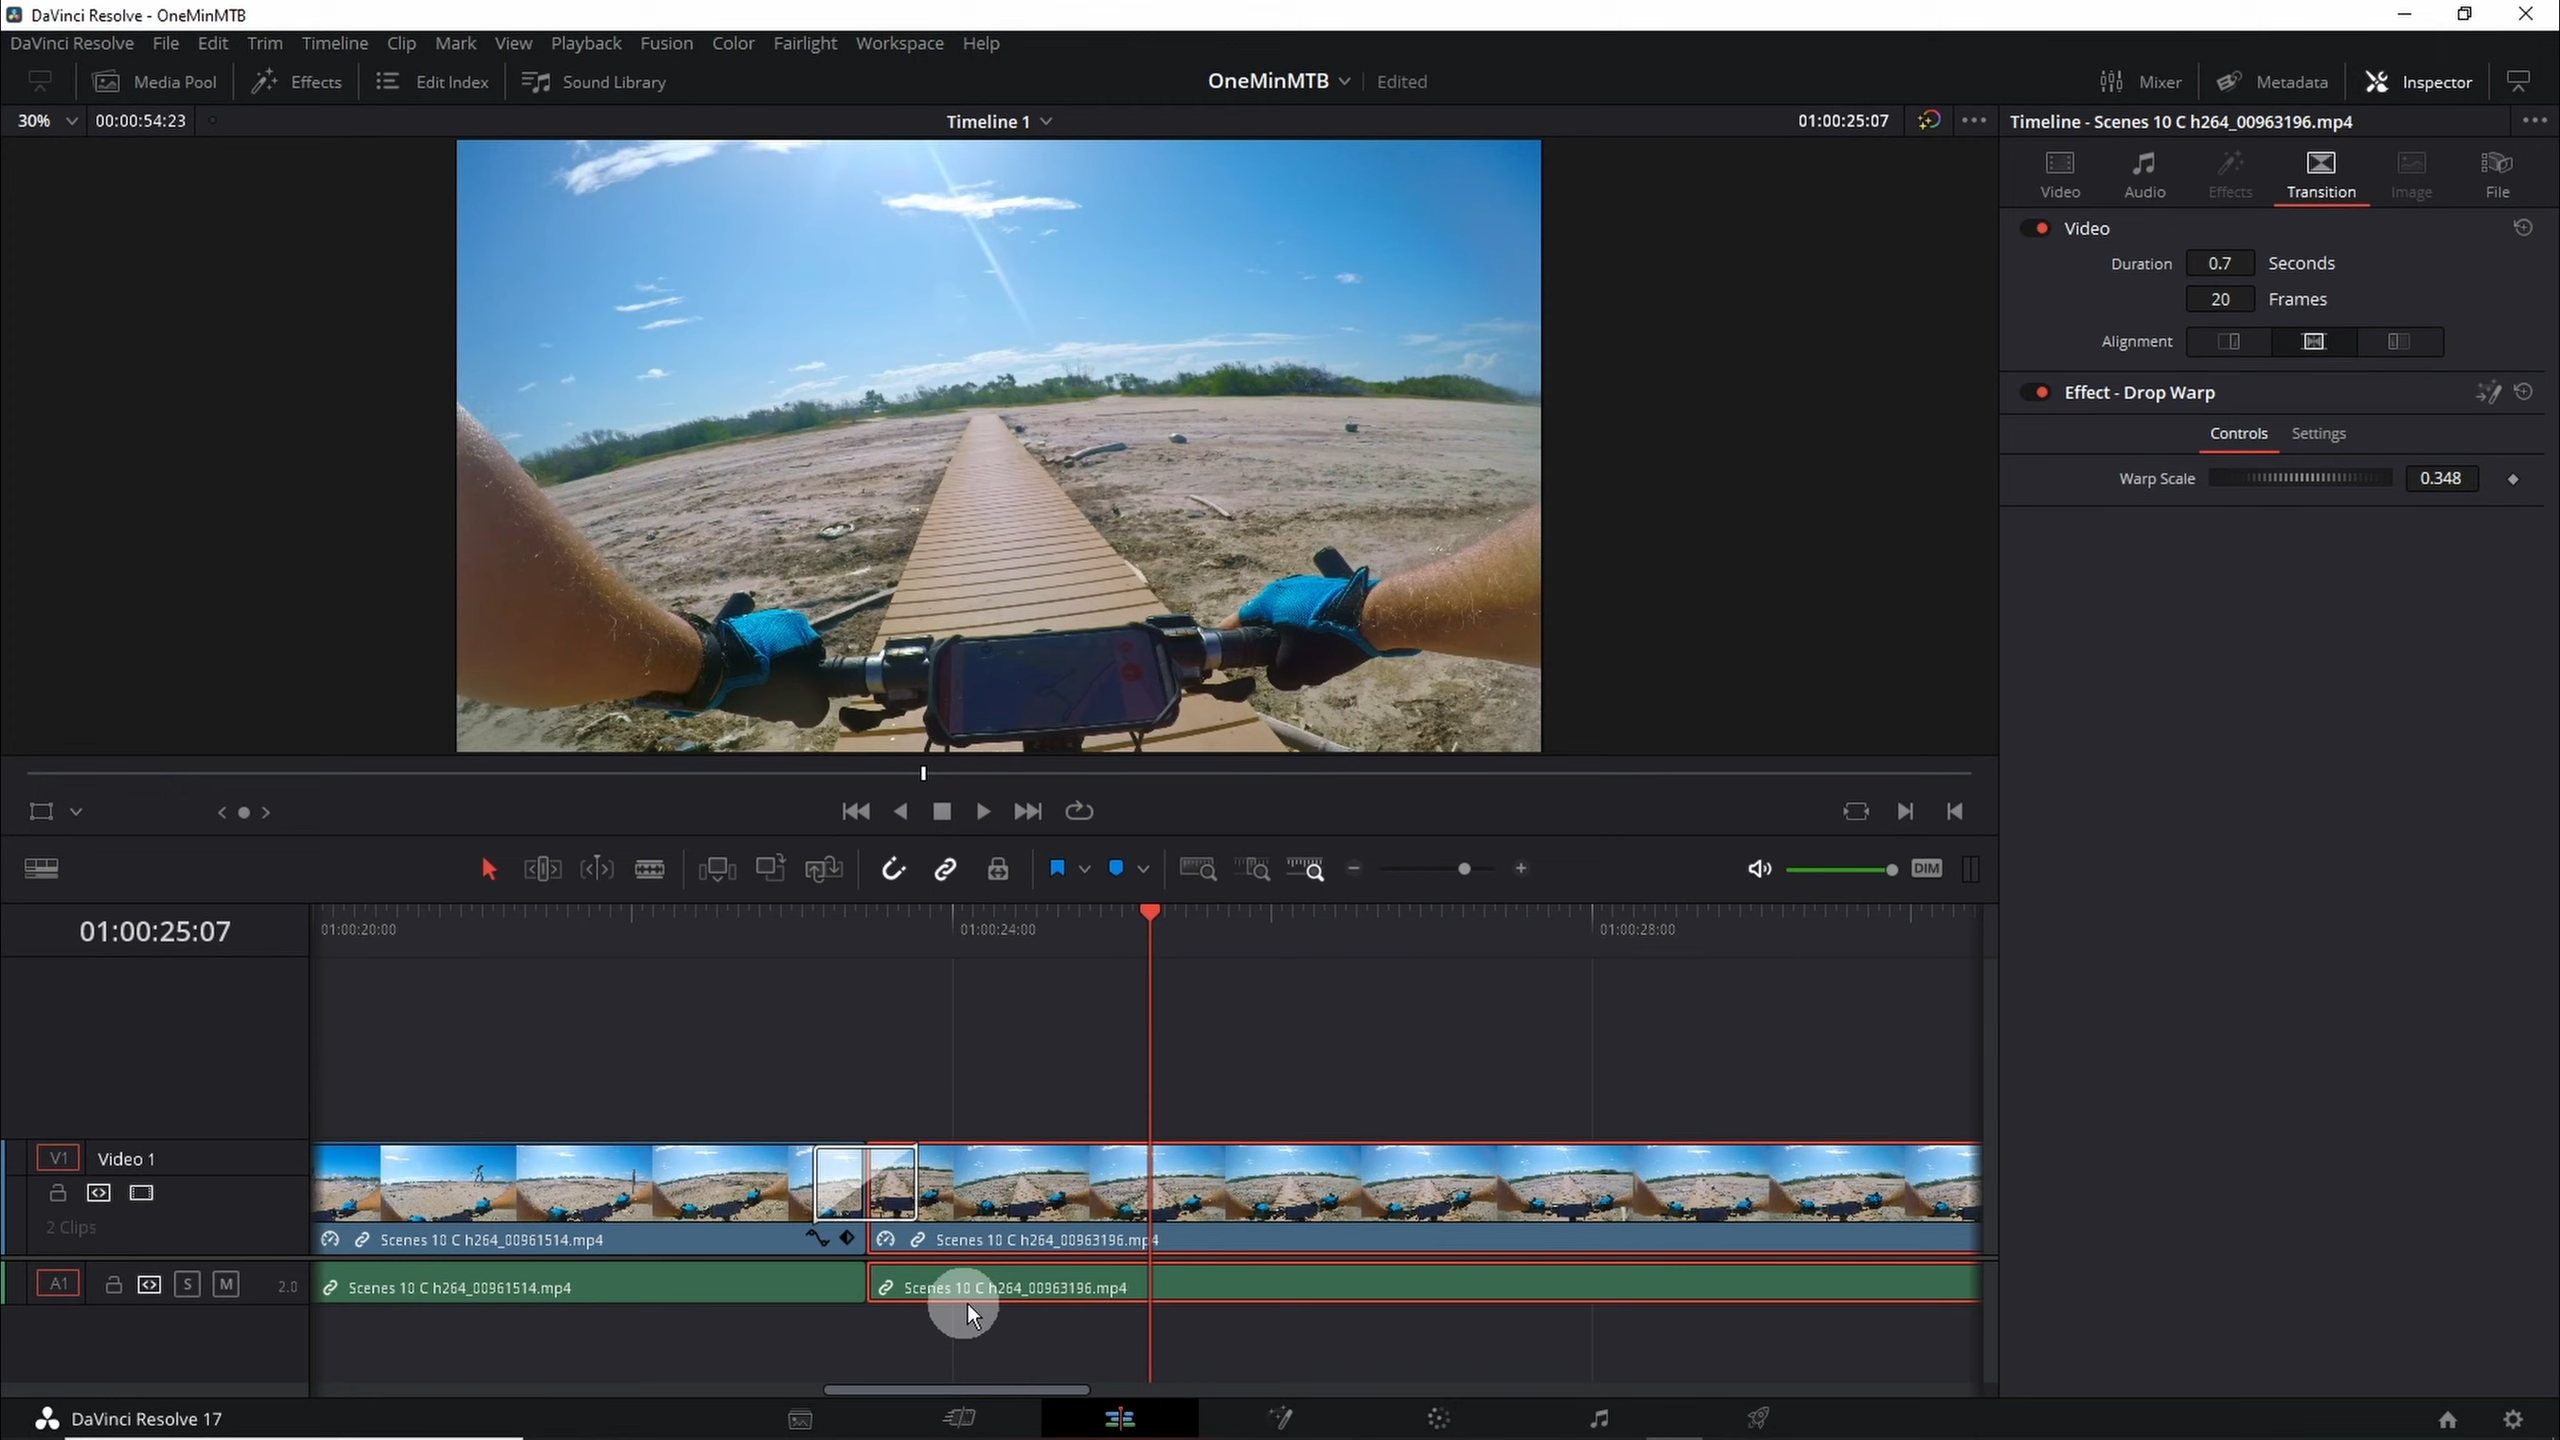 DaVinci Resolve - OneMinMTB
DaVinci Resolve File Edit Trim Timeline Clip Mark View Playback Fusion Color Fairlight Workspace Help
Media Pool Effects Edit Index Sound Library OneMinMTB Edited Mixer Metadata Inspector
30% 00:00:54:23 Timeline 1 01:00:25:07 Timeline - Scenes 10 C h264_00963196.mp4
Video Audio Effects Transition Image File
Video
Duration 0.7 Seconds
20 Frames
Alignment
Effect - Drop Warp
Controls Settings
Warp Scale 0.348
DIM
01:00:25:07 01:00:20:00 01:00:24:00 01:00:28:00
V1 Video 1
2 Clips
Scenes 10 C h264_00961514.mp4 Scenes 10 C h264_00963196.mp4
A1 S M 2.0 Scenes 10 C h264_00961514.mp4 Scenes 10 C h264_00963196.mp4
DaVinci Resolve 17